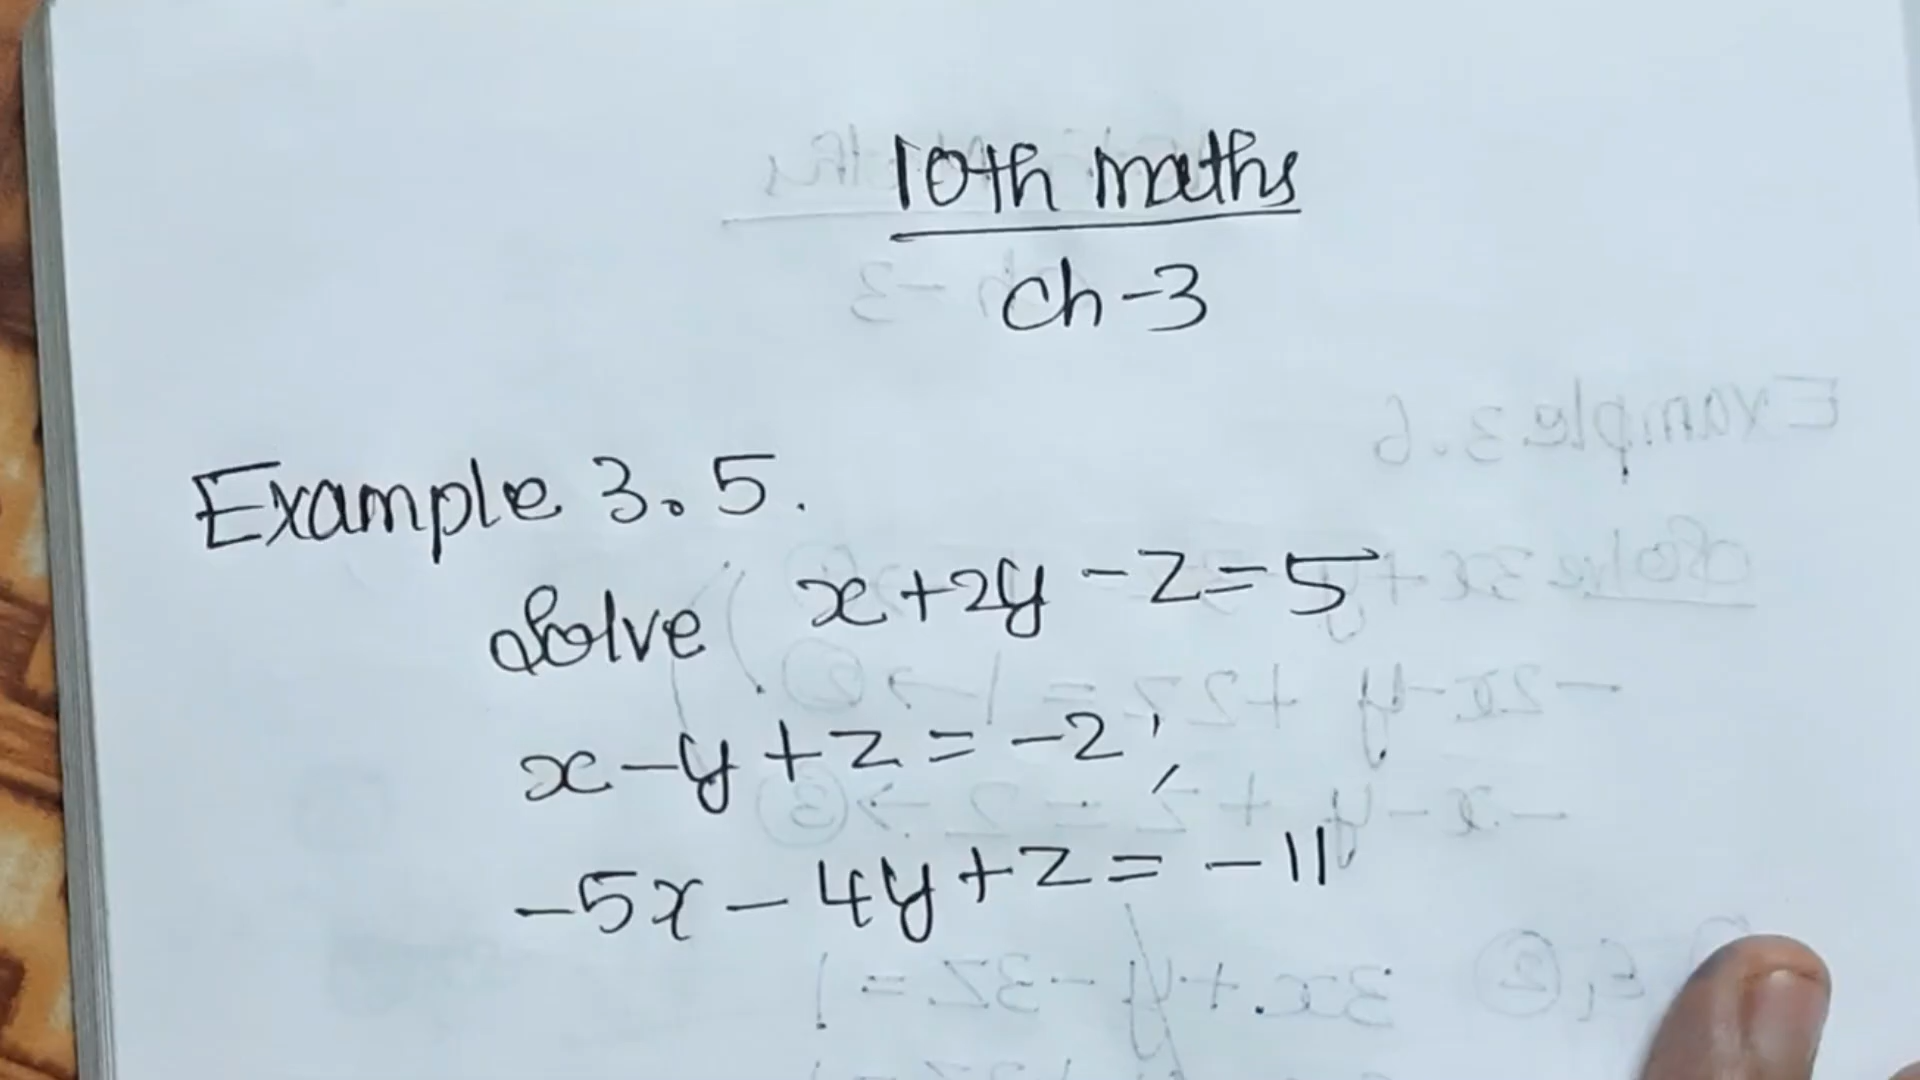 10th maths
Ch-3
Example 3.5.
Solve x+2y-z=5
x-y+z=-2,
-5x-4y+z=-11